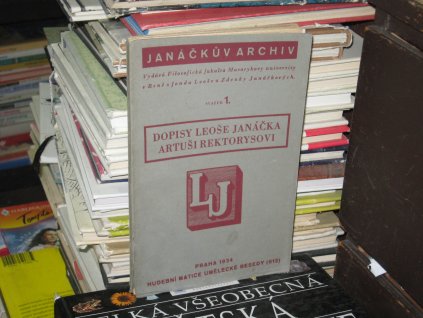 JANÁČKŮV ARCHIV
Vydává Filosofická fakulta Masarykovy university
v Brně s fondu Leoše a Zdenky Janáčkových.
SVAZEK 1.
DOPISY LEOŠE JANÁČKA
ARTUŠI REKTORYSOVI
LJ
PRAHA 1934
HUDEBNÍ MATICE UMĚLECKÉ BESEDY (612)
VŠEOBECNÁ